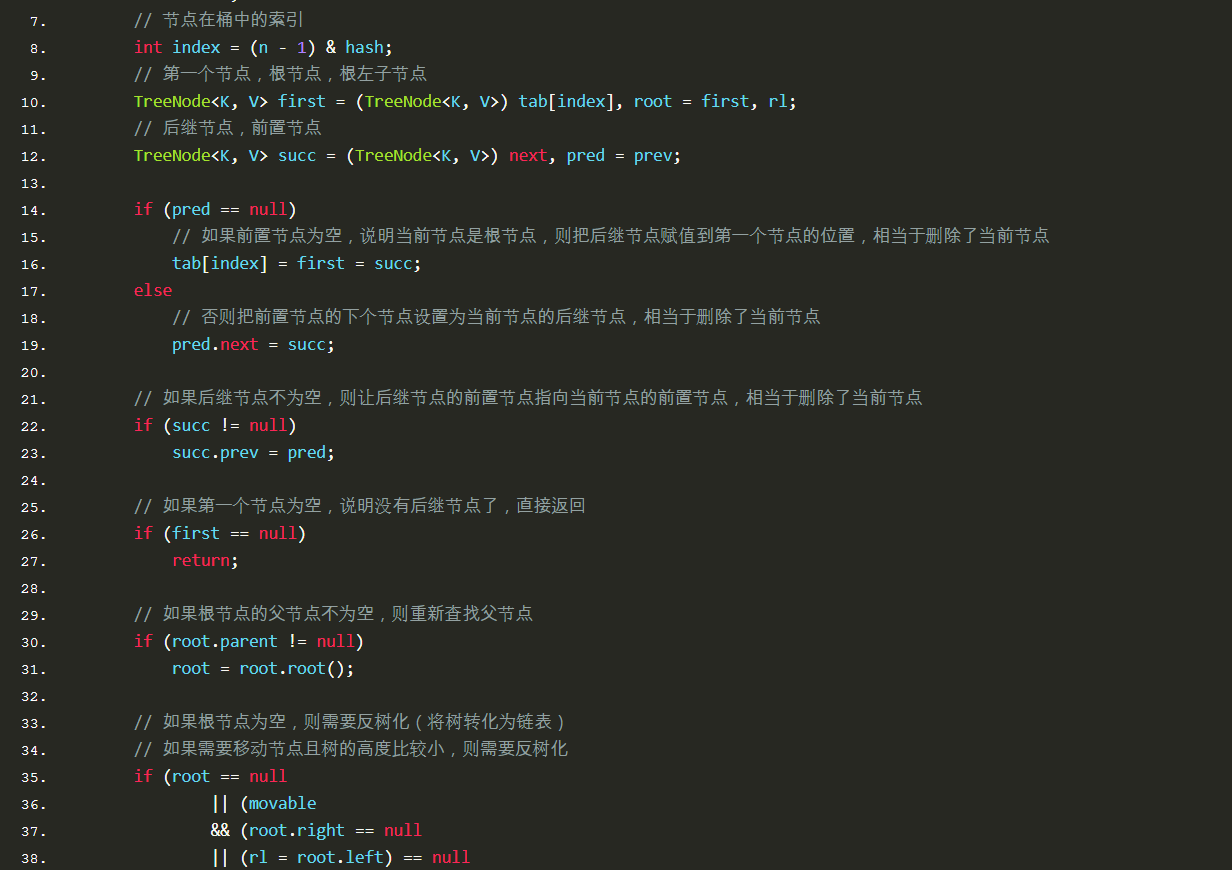 7. // 节点在桶中的索引
8. int index = (n - 1) & hash;
9. // 第一个节点，根节点，根左子节点
10. TreeNode<K, V> first = (TreeNode<K, V>) tab[index], root = first, rl;
11. // 后继节点，前置节点
12. TreeNode<K, V> succ = (TreeNode<K, V>) next, pred = prev;
13.
14. if (pred == null)
15. // 如果前置节点为空，说明当前节点是根节点，则把后继节点赋值到第一个节点的位置，相当于删除了当前节点
16. tab[index] = first = succ;
17. else
18. // 否则把前置节点的下个节点设置为当前节点的后继节点，相当于删除了当前节点
19. pred.next = succ;
20.
21. // 如果后继节点不为空，则让后继节点的前置节点指向当前节点的前置节点，相当于删除了当前节点
22. if (succ != null)
23. succ.prev = pred;
24.
25. // 如果第一个节点为空，说明没有后继节点了，直接返回
26. if (first == null)
27. return;
28.
29. // 如果根节点的父节点不为空，则重新查找父节点
30. if (root.parent != null)
31. root = root.root();
32.
33. // 如果根节点为空，则需要反树化（将树转化为链表）
34. // 如果需要移动节点且树的高度比较小，则需要反树化
35. if (root == null
36. || (movable
37. && (root.right == null
38. || (rl = root.left) == null